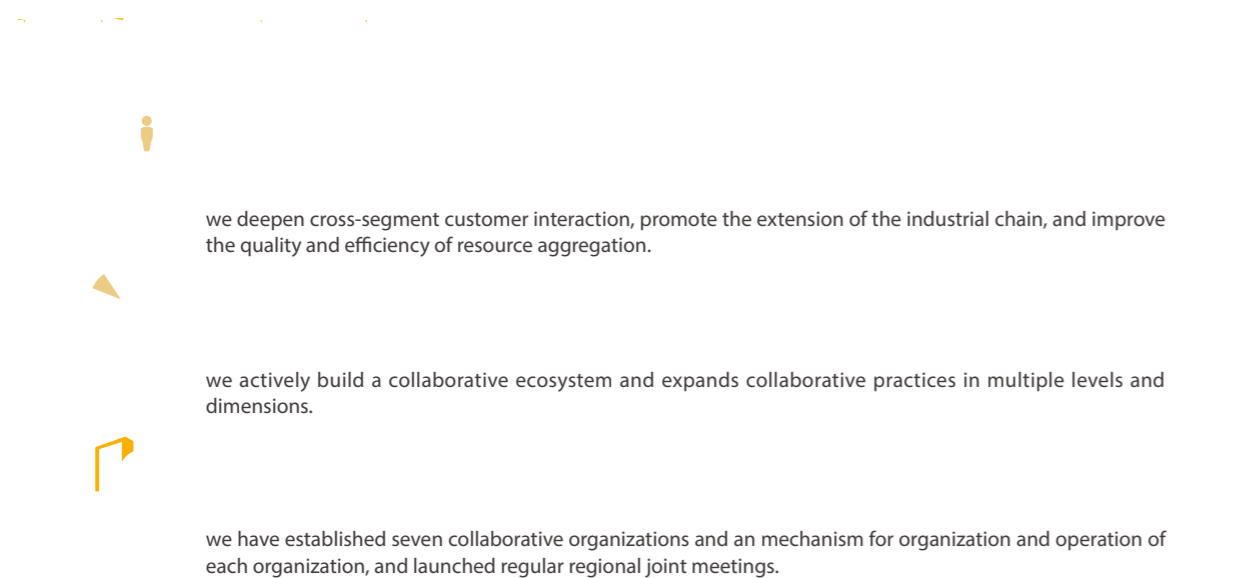 we deepen cross-segment customer interaction, promote the extension of the industrial chain, and improve
the quality and efficiency of resource aggregation.
we actively build a collaborative ecosystem and expands collaborative practices in multiple levels and
dimensions.
we have established seven collaborative organizations and an mechanism for organization and operation of
each organization, and launched regular regional joint meetings.